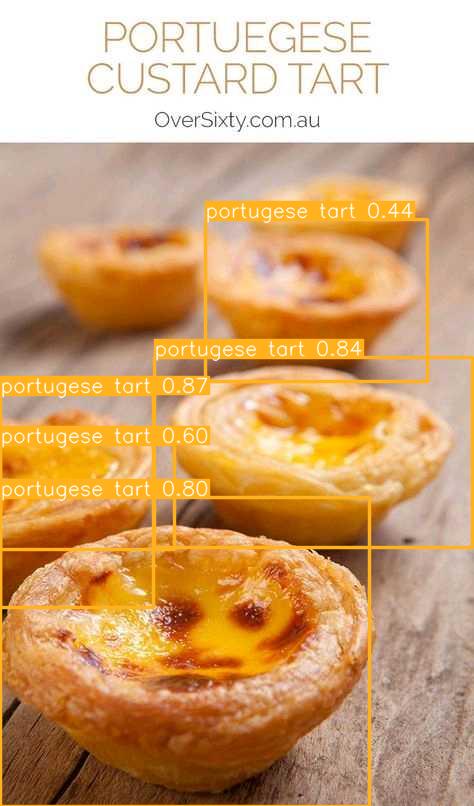 PORTUEGESE
CUSTARD TART
OverSixty.com.au
portugese tart 0.44
portugese tart 0.84
portugese tart 0.87
portugese tart 0.60
portugese tart 0.80